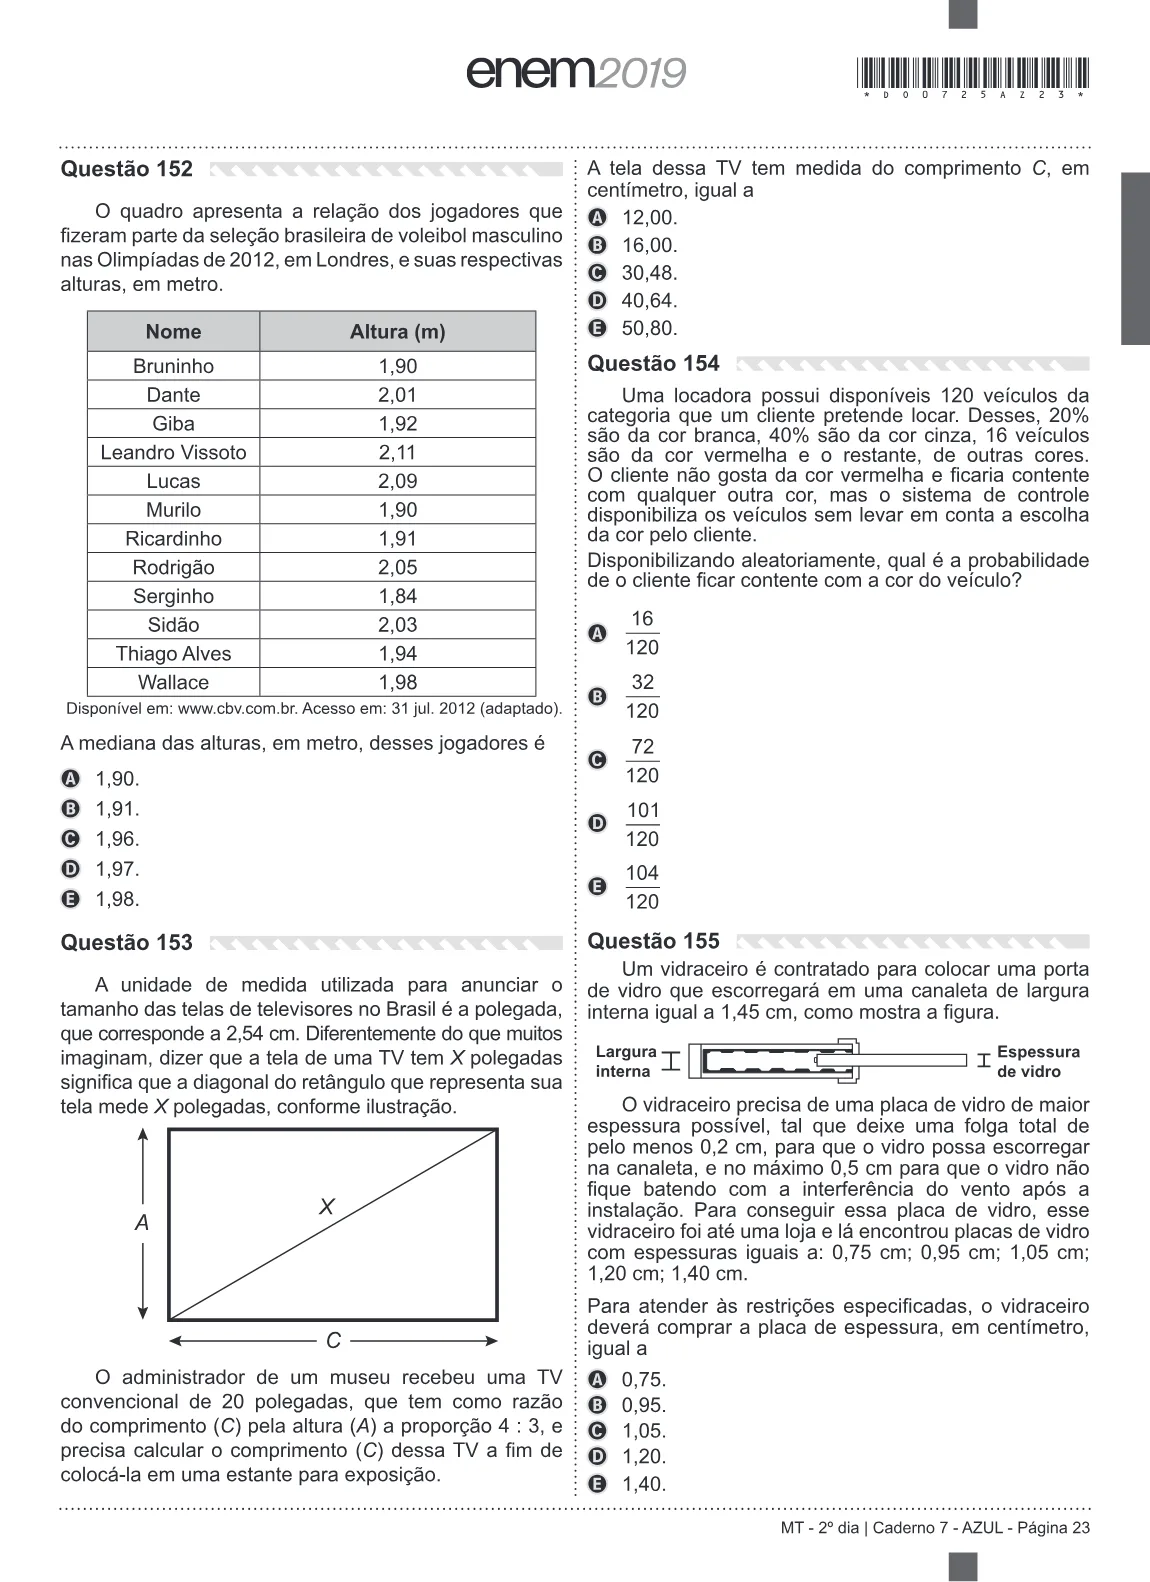 enem2019
*D00725AZ23*
Questão 152
O quadro apresenta a relação dos jogadores que
fizeram parte da seleção brasileira de voleibol masculino
nas Olimpíadas de 2012, em Londres, e suas respectivas
alturas, em metro.
Nome Altura (m)
Bruninho 1,90
Dante 2,01
Giba 1,92
Leandro Vissoto 2,11
Lucas 2,09
Murilo 1,90
Ricardinho 1,91
Rodrigão 2,05
Serginho 1,84
Sidão 2,03
Thiago Alves 1,94
Wallace 1,98
Disponível em: www.cbv.com.br. Acesso em: 31 jul. 2012 (adaptado).
A mediana das alturas, em metro, desses jogadores é
A 1,90.
B 1,91.
C 1,96.
D 1,97.
E 1,98.
Questão 153
A unidade de medida utilizada para anunciar o
tamanho das telas de televisores no Brasil é a polegada,
que corresponde a 2,54 cm. Diferentemente do que muitos
imaginam, dizer que a tela de uma TV tem X polegadas
significa que a diagonal do retângulo que representa sua
tela mede X polegadas, conforme ilustração.
X
A
C
O administrador de um museu recebeu uma TV
convencional de 20 polegadas, que tem como razão
do comprimento (C) pela altura (A) a proporção 4 : 3, e
precisa calcular o comprimento (C) dessa TV a fim de
colocá-la em uma estante para exposição.
A tela dessa TV tem medida do comprimento C, em
centímetro, igual a
A 12,00.
B 16,00.
C 30,48.
D 40,64.
E 50,80.
Questão 154
Uma locadora possui disponíveis 120 veículos da
categoria que um cliente pretende locar. Desses, 20%
são da cor branca, 40% são da cor cinza, 16 veículos
são da cor vermelha e o restante, de outras cores.
O cliente não gosta da cor vermelha e ficaria contente
com qualquer outra cor, mas o sistema de controle
disponibiliza os veículos sem levar em conta a escolha
da cor pelo cliente.
Disponibilizando aleatoriamente, qual é a probabilidade
de o cliente ficar contente com a cor do veículo?
A 16/120
B 32/120
C 72/120
D 101/120
E 104/120
Questão 155
Um vidraceiro é contratado para colocar uma porta
de vidro que escorregará em uma canaleta de largura
interna igual a 1,45 cm, como mostra a figura.
Largura
interna
Espessura
de vidro
O vidraceiro precisa de uma placa de vidro de maior
espessura possível, tal que deixe uma folga total de
pelo menos 0,2 cm, para que o vidro possa escorregar
na canaleta, e no máximo 0,5 cm para que o vidro não
fique batendo com a interferência do vento após a
instalação. Para conseguir essa placa de vidro, esse
vidraceiro foi até uma loja e lá encontrou placas de vidro
com espessuras iguais a: 0,75 cm; 0,95 cm; 1,05 cm;
1,20 cm; 1,40 cm.
Para atender às restrições especificadas, o vidraceiro
deverá comprar a placa de espessura, em centímetro,
igual a
A 0,75.
B 0,95.
C 1,05.
D 1,20.
E 1,40.
MT - 2º dia | Caderno 7 - AZUL - Página 23